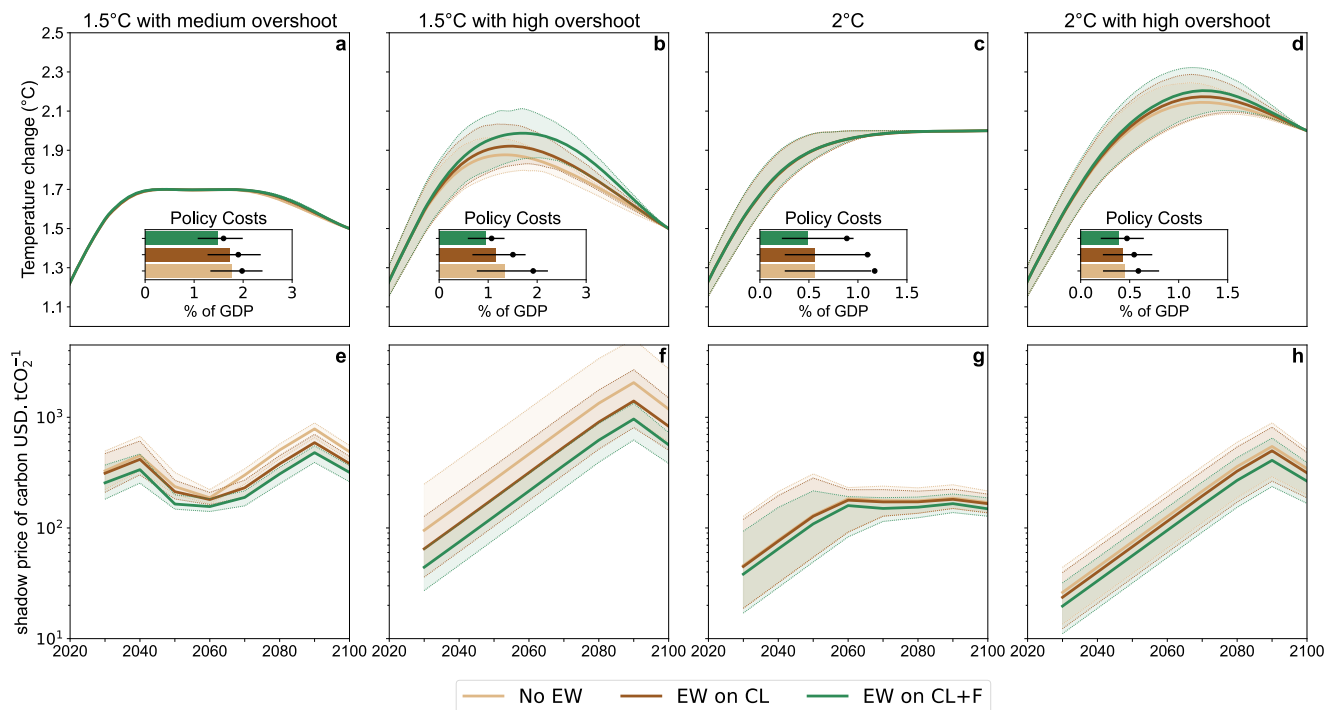 1.5°C with medium overshoot
1.5°C with high overshoot
2°C
2°C with high overshoot
a
b
c
d
Temperature change (°C)
2.5
2.3
2.1
1.9
1.7
1.5
1.3
1.1
Policy Costs
0 1 2 3
% of GDP
Policy Costs
0 1 2 3
% of GDP
Policy Costs
0.0 0.5 1.0 1.5
% of GDP
Policy Costs
0.0 0.5 1.0 1.5
% of GDP
e
f
g
h
shadow price of carbon USD. tCO₂⁻¹
10³
10²
10¹
2020 2040 2060 2080 2100
2020 2040 2060 2080 2100
2020 2040 2060 2080 2100
2020 2040 2060 2080 2100
No EW
EW on CL
EW on CL+F